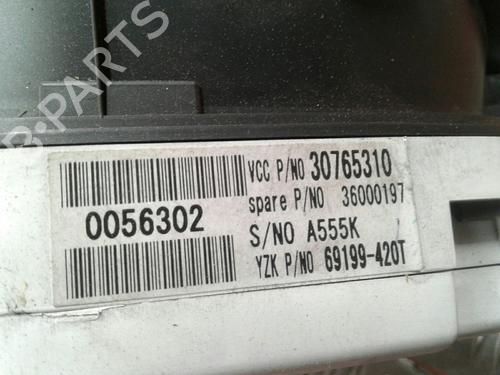 B-PARTS
VCC P/NO 30765310
spare P/NO 36000197
0056302
S/NO A555K
YZK P/NO 69199-420T